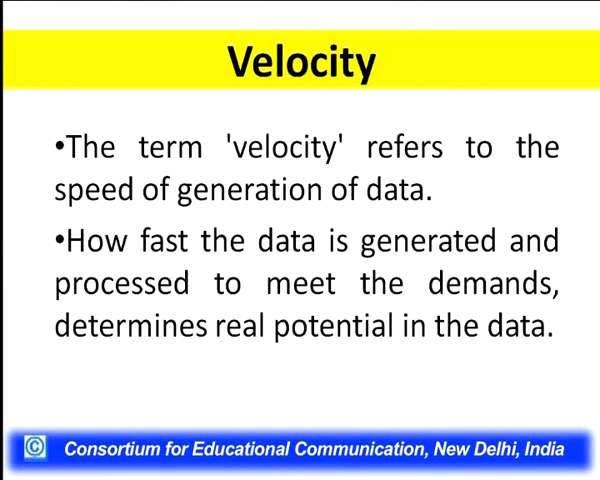 Velocity
•The term 'velocity' refers to the
speed of generation of data.
•How fast the data is generated and
processed to meet the demands,
determines real potential in the data.
© Consortium for Educational Communication, New Delhi, India